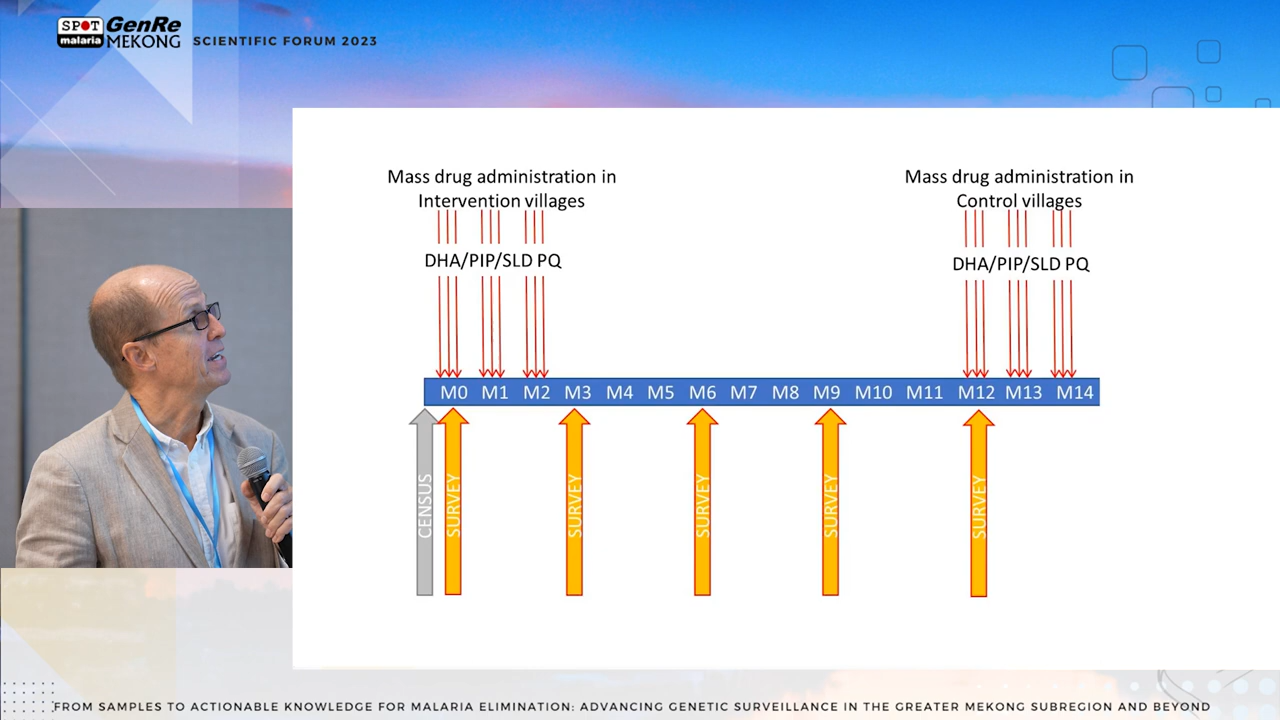 SPOT
malaria
GenRe
MEKONG
SCIENTIFIC FORUM 2023
Mass drug administration in
Intervention villages
DHA/PIP/SLD PQ
Mass drug administration in
Control villages
DHA/PIP/SLD PQ
M0 M1 M2 M3 M4 M5 M6 M7 M8 M9 M10 M11 M12 M13 M14
CENSUS
SURVEY
SURVEY
SURVEY
SURVEY
SURVEY
FROM SAMPLES TO ACTIONABLE KNOWLEDGE FOR MALARIA ELIMINATION: ADVANCING GENETIC SURVEILLANCE IN THE GREATER MEKONG SUBREGION AND BEYOND